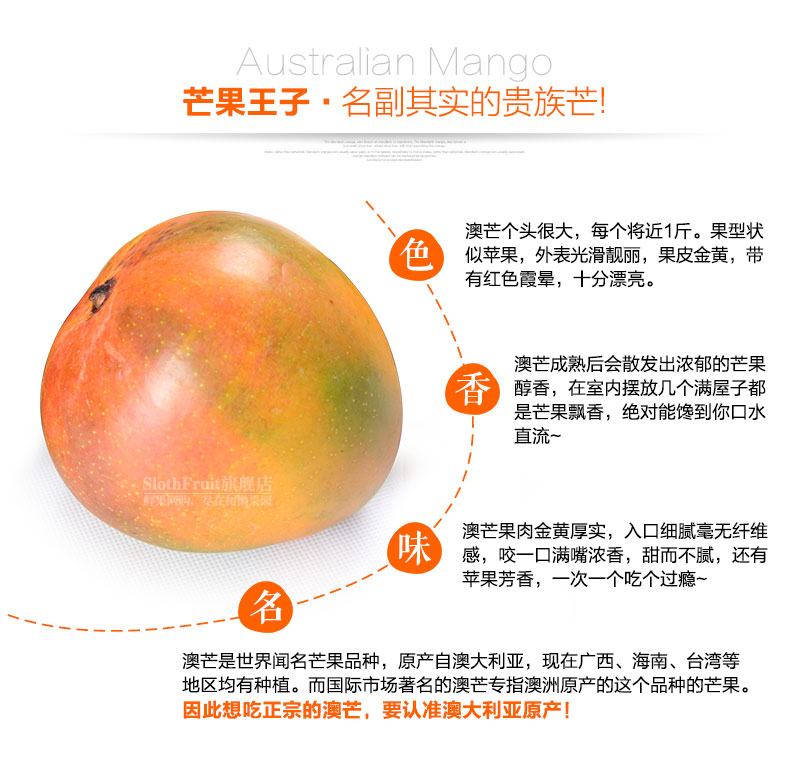 Australian Mango
芒果王子·名副其实的贵族芒!
色
澳芒个头很大，每个将近1斤。果型状
似苹果，外表光滑靓丽，果皮金黄，带
有红色霞晕，十分漂亮。
香
澳芒成熟后会散发出浓郁的芒果
醇香，在室内摆放几个满屋子都
是芒果飘香，绝对能馋到你口水
直流~
SlothFruit旗舰店
味
澳芒果肉金黄厚实，入口细腻毫无纤维
感，咬一口满嘴浓香，甜而不腻，还有
苹果芳香，一次一个吃个过瘾~
名
澳芒是世界闻名芒果品种，原产自澳大利亚，现在广西、海南、台湾等
地区均有种植。而国际市场著名的澳芒专指澳洲原产的这个品种的芒果。
因此想吃正宗的澳芒，要认准澳大利亚原产！